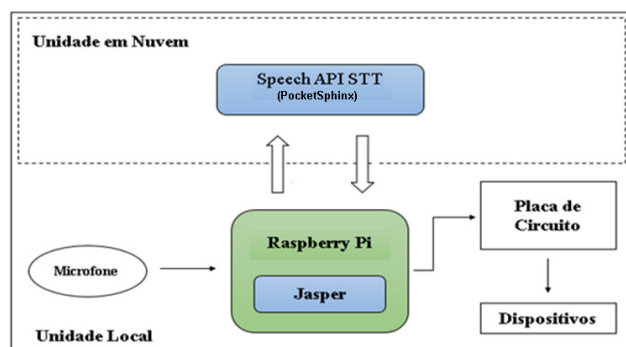 Unidade em Nuvem
Speech API STT
(PocketSphinx)
Raspberry Pi
Jasper
Microfone
Placa de
Circuito
Dispositivos
Unidade Local